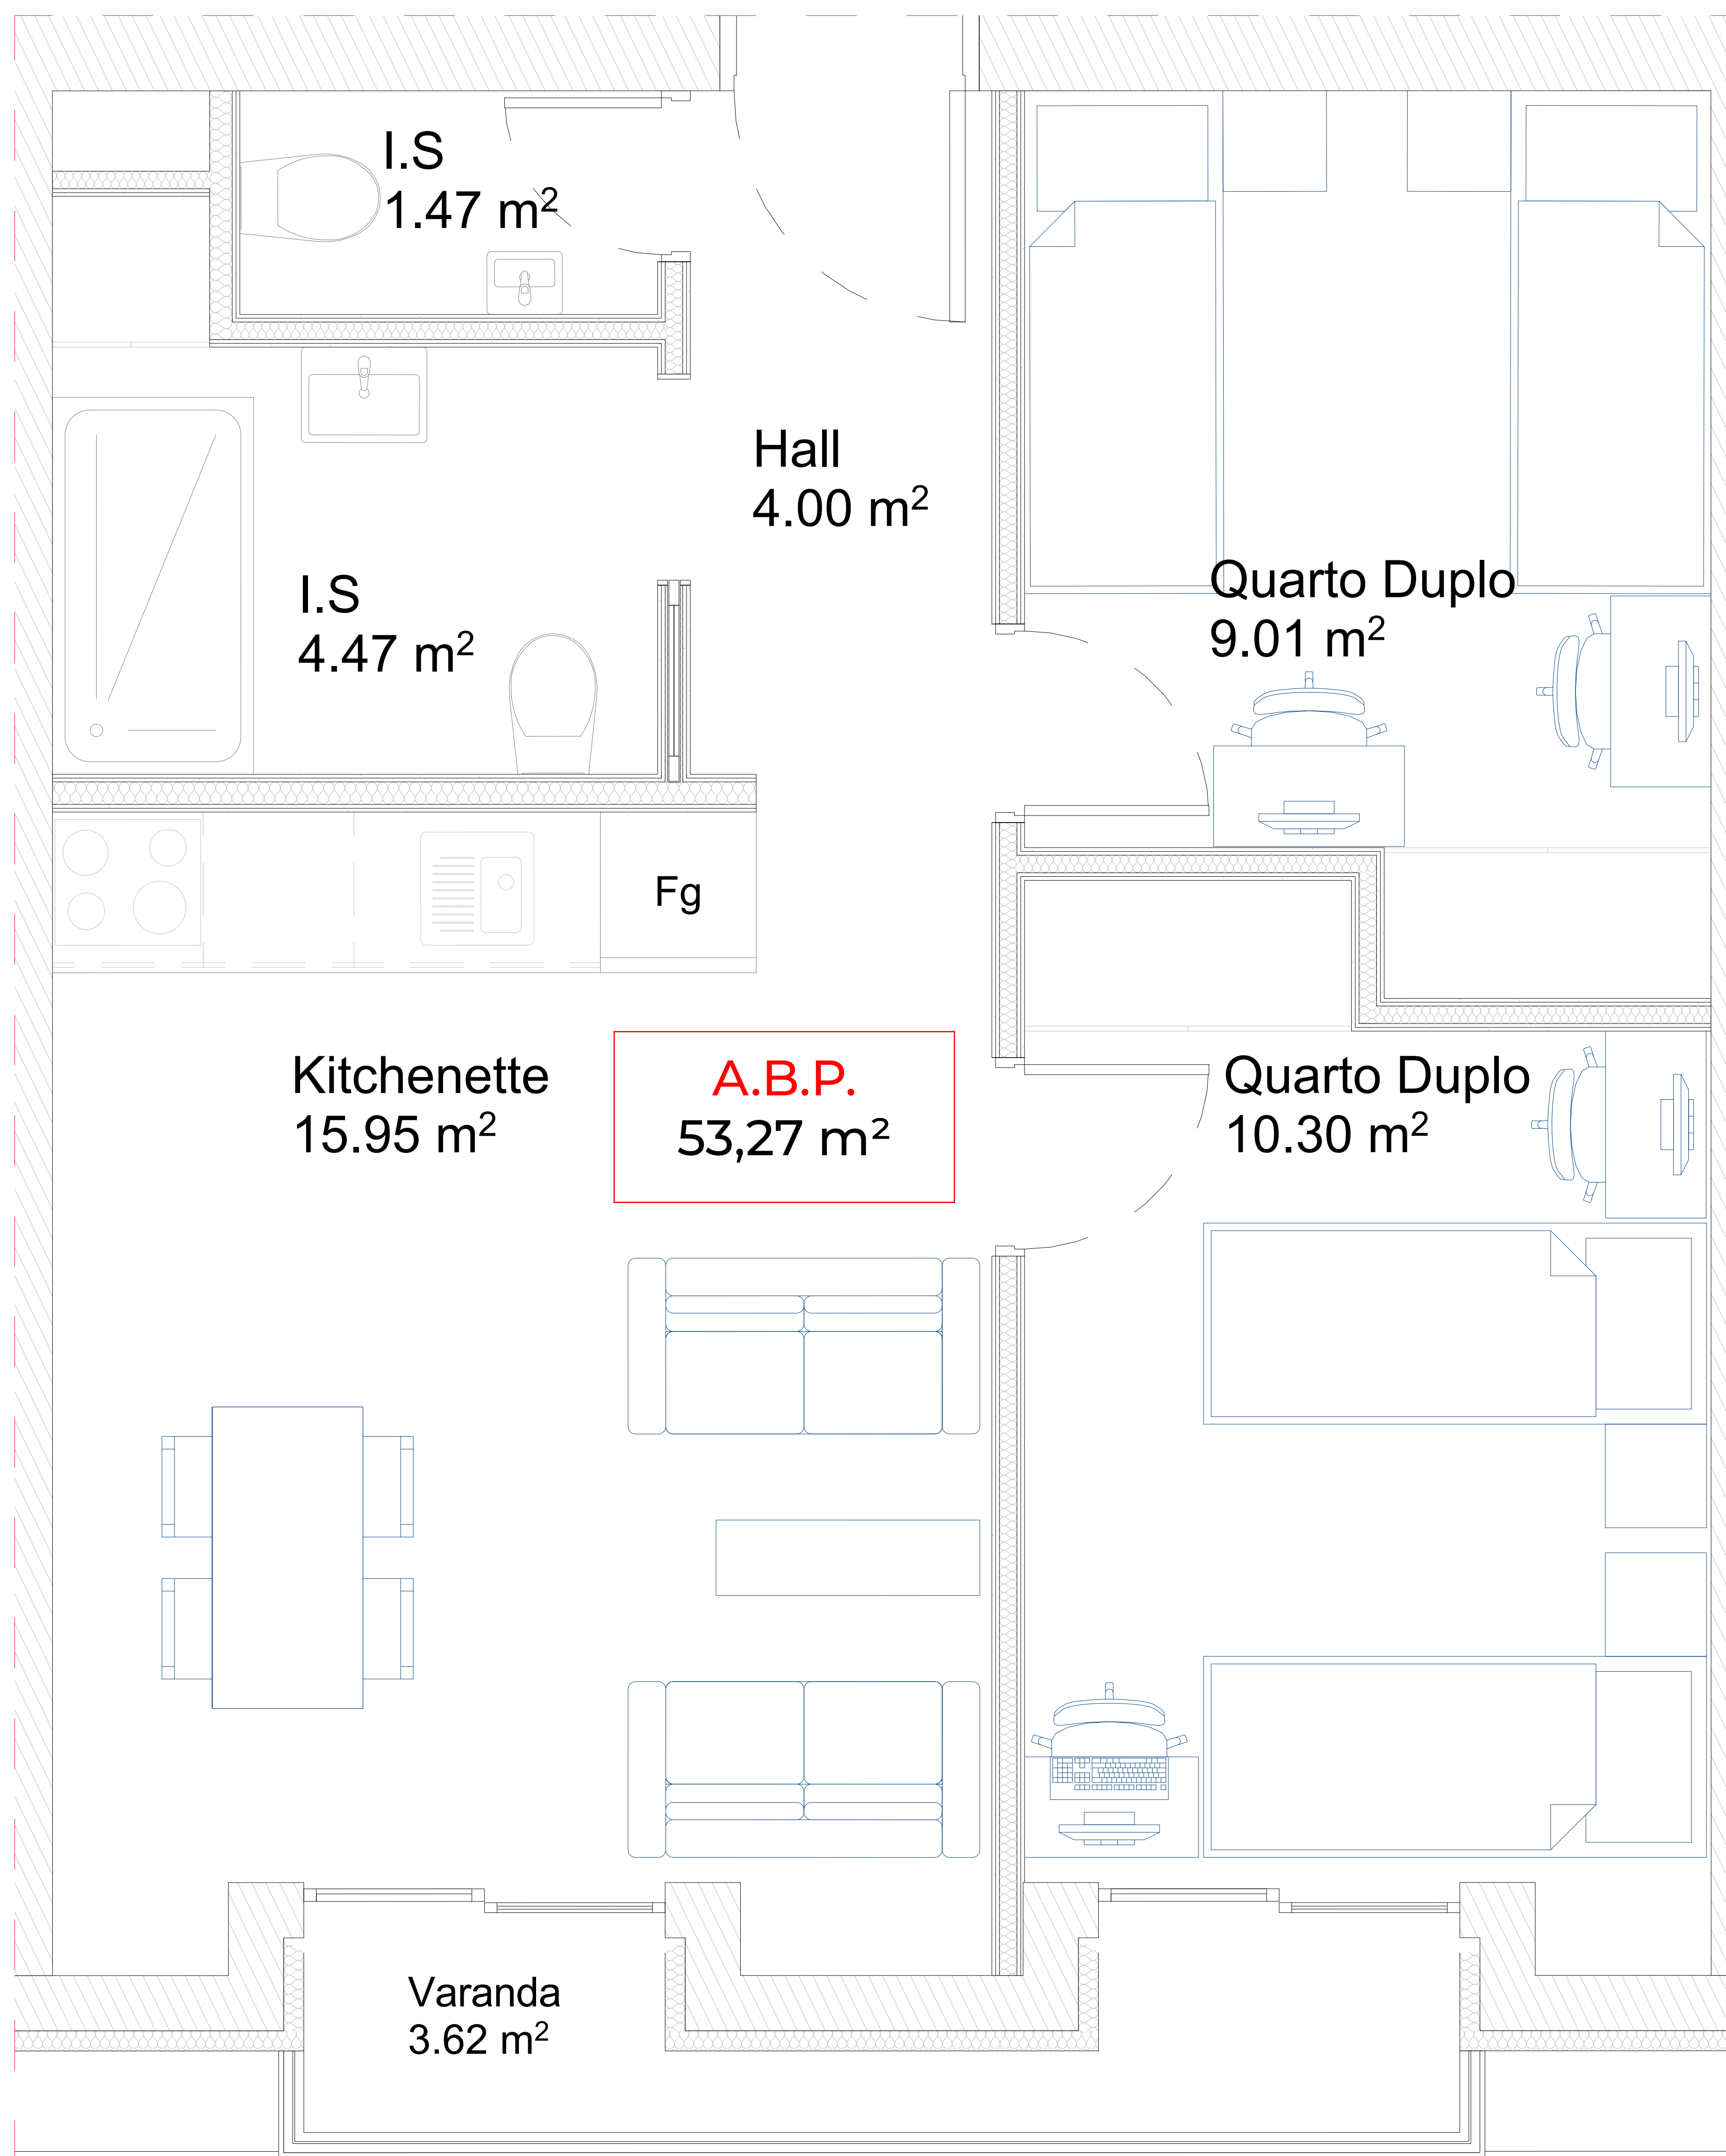 I.S
1.47 m²
Hall
4.00 m²
I.S
4.47 m²
Quarto Duplo
9.01 m²
Fg
Kitchenette
15.95 m²
A.B.P.
53,27 m²
Quarto Duplo
10.30 m²
Varanda
3.62 m²